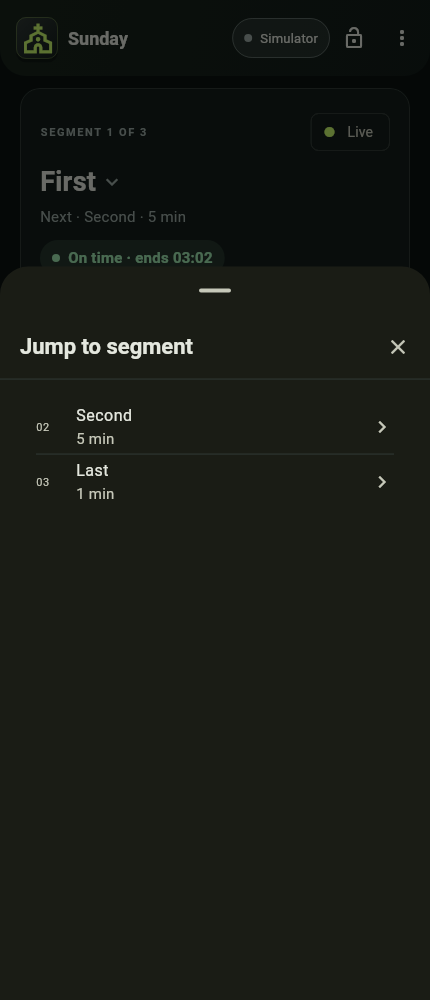 Sunday
Simulator
SEGMENT 1 OF 3
Live
First
Next · Second · 5 min
On time · ends 03:02
Jump to segment
02
Second
5 min
03
Last
1 min